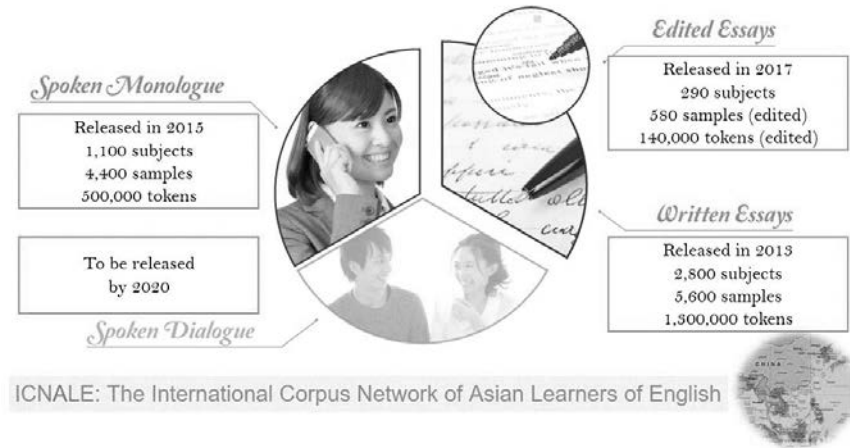 Spoken Monologue
Released in 2015
1,100 subjects
4,400 samples
500,000 tokens
To be released
by 2020
Spoken Dialogue
Edited Essays
Released in 2017
290 subjects
580 samples (edited)
140,000 tokens (edited)
Written Essays
Released in 2013
2,800 subjects
5,600 samples
1,300,000 tokens
ICNALE: The International Corpus Network of Asian Learners of English
CHINA